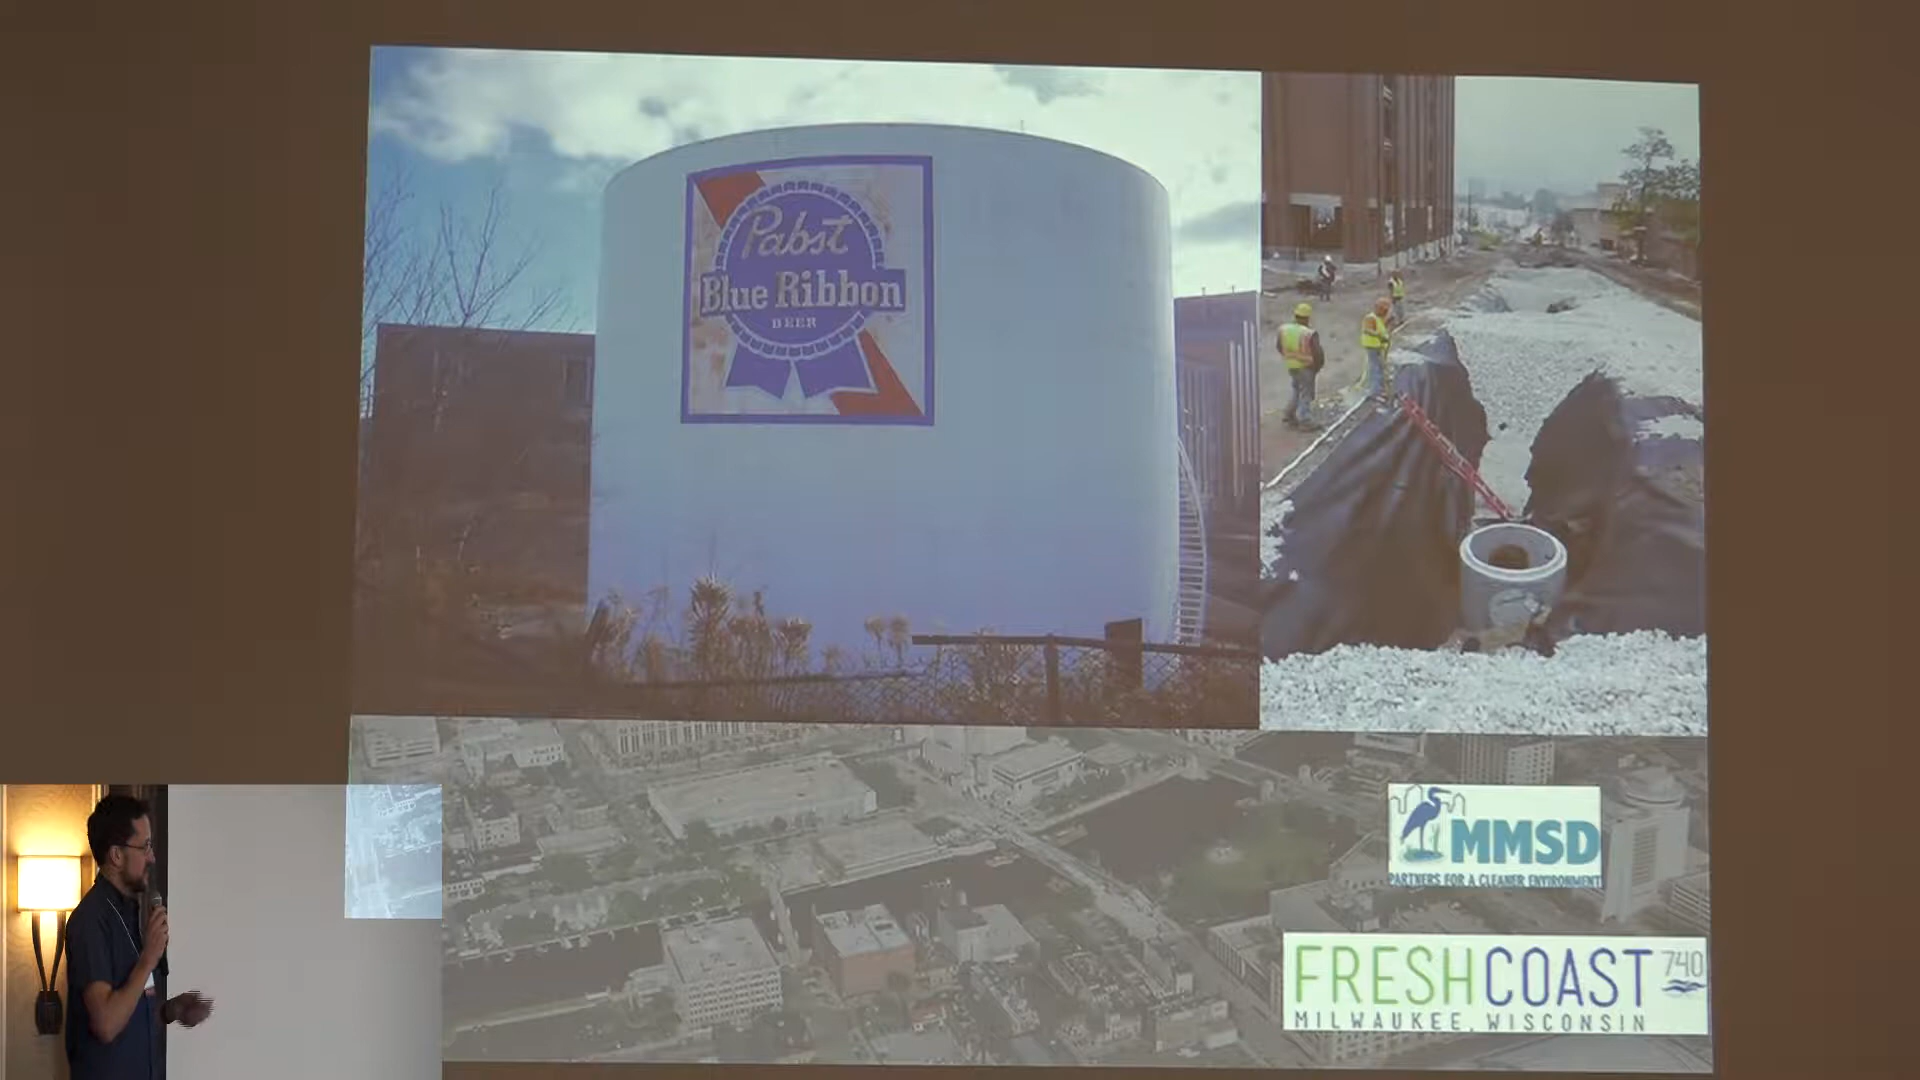 Pabst
Blue Ribbon
BEER
MMSD
PARTNERS FOR A CLEANER ENVIRONMENT
FRESHCOAST 740
MILWAUKEE, WISCONSIN